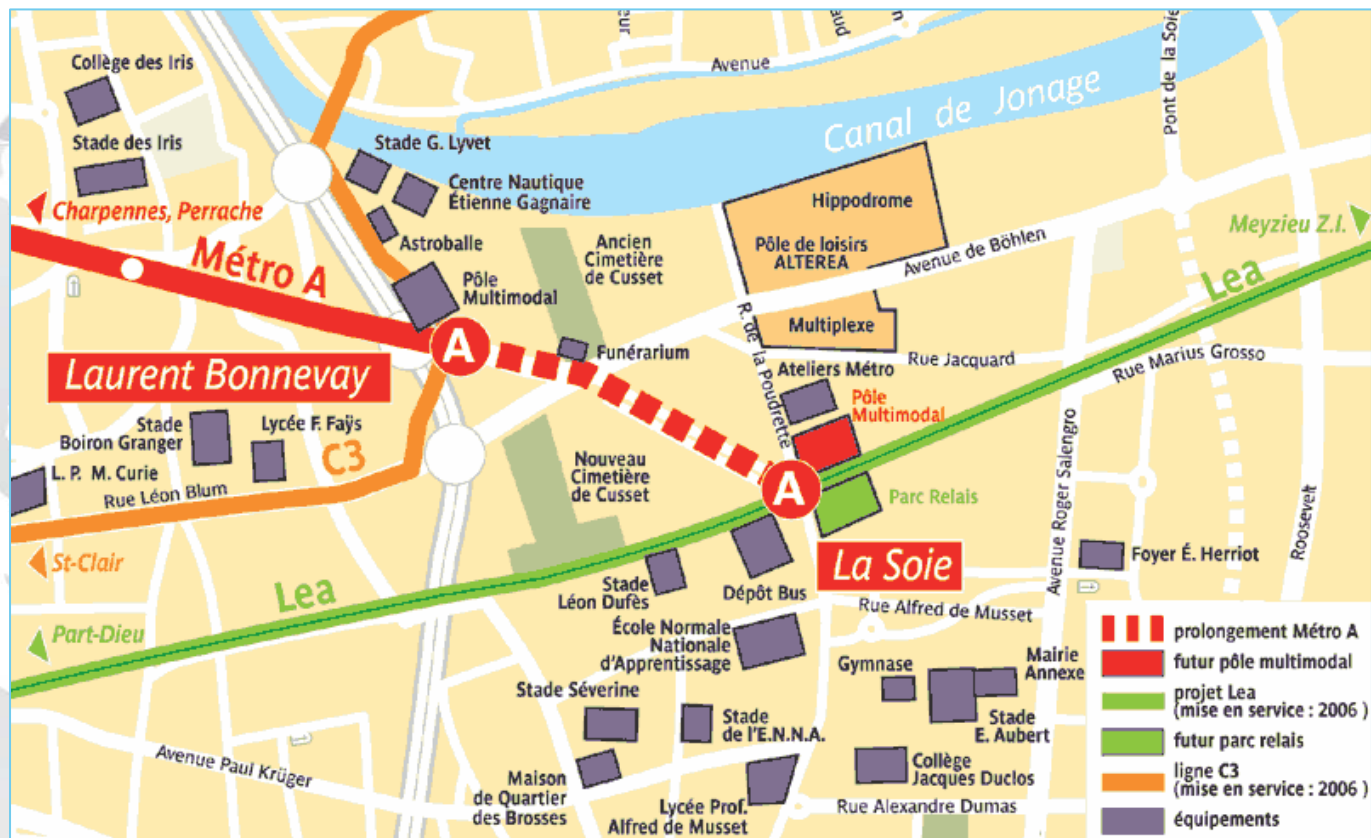 Collège des Iris
Stade des Iris
Charpennes, Perrache
Métro A
Stade G. Lyvet
Centre Nautique
Étienne Gagnaire
Astroballe
Pôle
Multimodal
Ancien
Cimetière
de Cusset
Avenue
Canal de Jonage
Pont de la Soie
Hippodrome
Pôle de loisirs
ALTEREA
Multiplexe
Avenue de Böhlen
Meyzieu Z.I.
Lea
A
Laurent Bonnevay
Funérarium
R. de la Poudrette
Rue Jacquard
Rue Marius Grosso
Ateliers Métro
Pôle
Multimodal
Stade
Boiron Granger
Lycée F. Faÿs
C3
L. P. M. Curie
Rue Léon Blum
Nouveau
Cimetière
de Cusset
A
Parc Relais
La Soie
Avenue Roger Salengro
Roosevelt
Foyer É. Herriot
St-Clair
Lea
Part-Dieu
Stade
Léon Dufès
Dépôt Bus
Rue Alfred de Musset
École Normale
Nationale
d'Apprentissage
Gymnase
Mairie
Annexe
Stade
E. Aubert
Stade Séverine
Stade
de l'E.N.N.A.
Avenue Paul Krüger
Maison
de Quartier
des Brosses
Lycée Prof.
Alfred de Musset
Collège
Jacques Duclos
Rue Alexandre Dumas
prolongement Métro A
futur pôle multimodal
projet Lea
(mise en service : 2006 )
futur parc relais
ligne C3
(mise en service : 2006 )
équipements